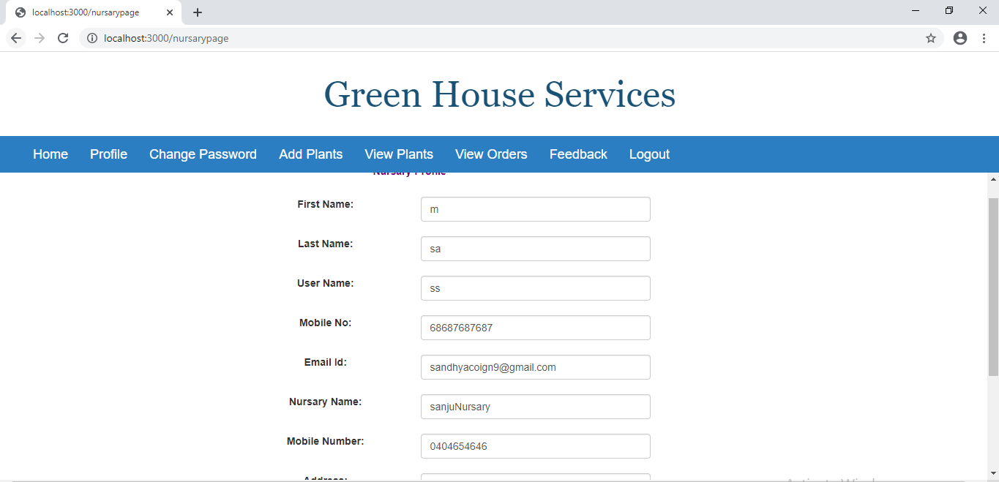 localhost:3000/nursarypage
localhost:3000/nursarypage
Green House Services
Home Profile Change Password Add Plants View Plants View Orders Feedback Logout
Nursary Profile
First Name: m
Last Name: sa
User Name: ss
Mobile No: 68687687687
Email Id: sandhyacoign9@gmail.com
Nursary Name: sanjuNursary
Mobile Number: 0404654646
Address: